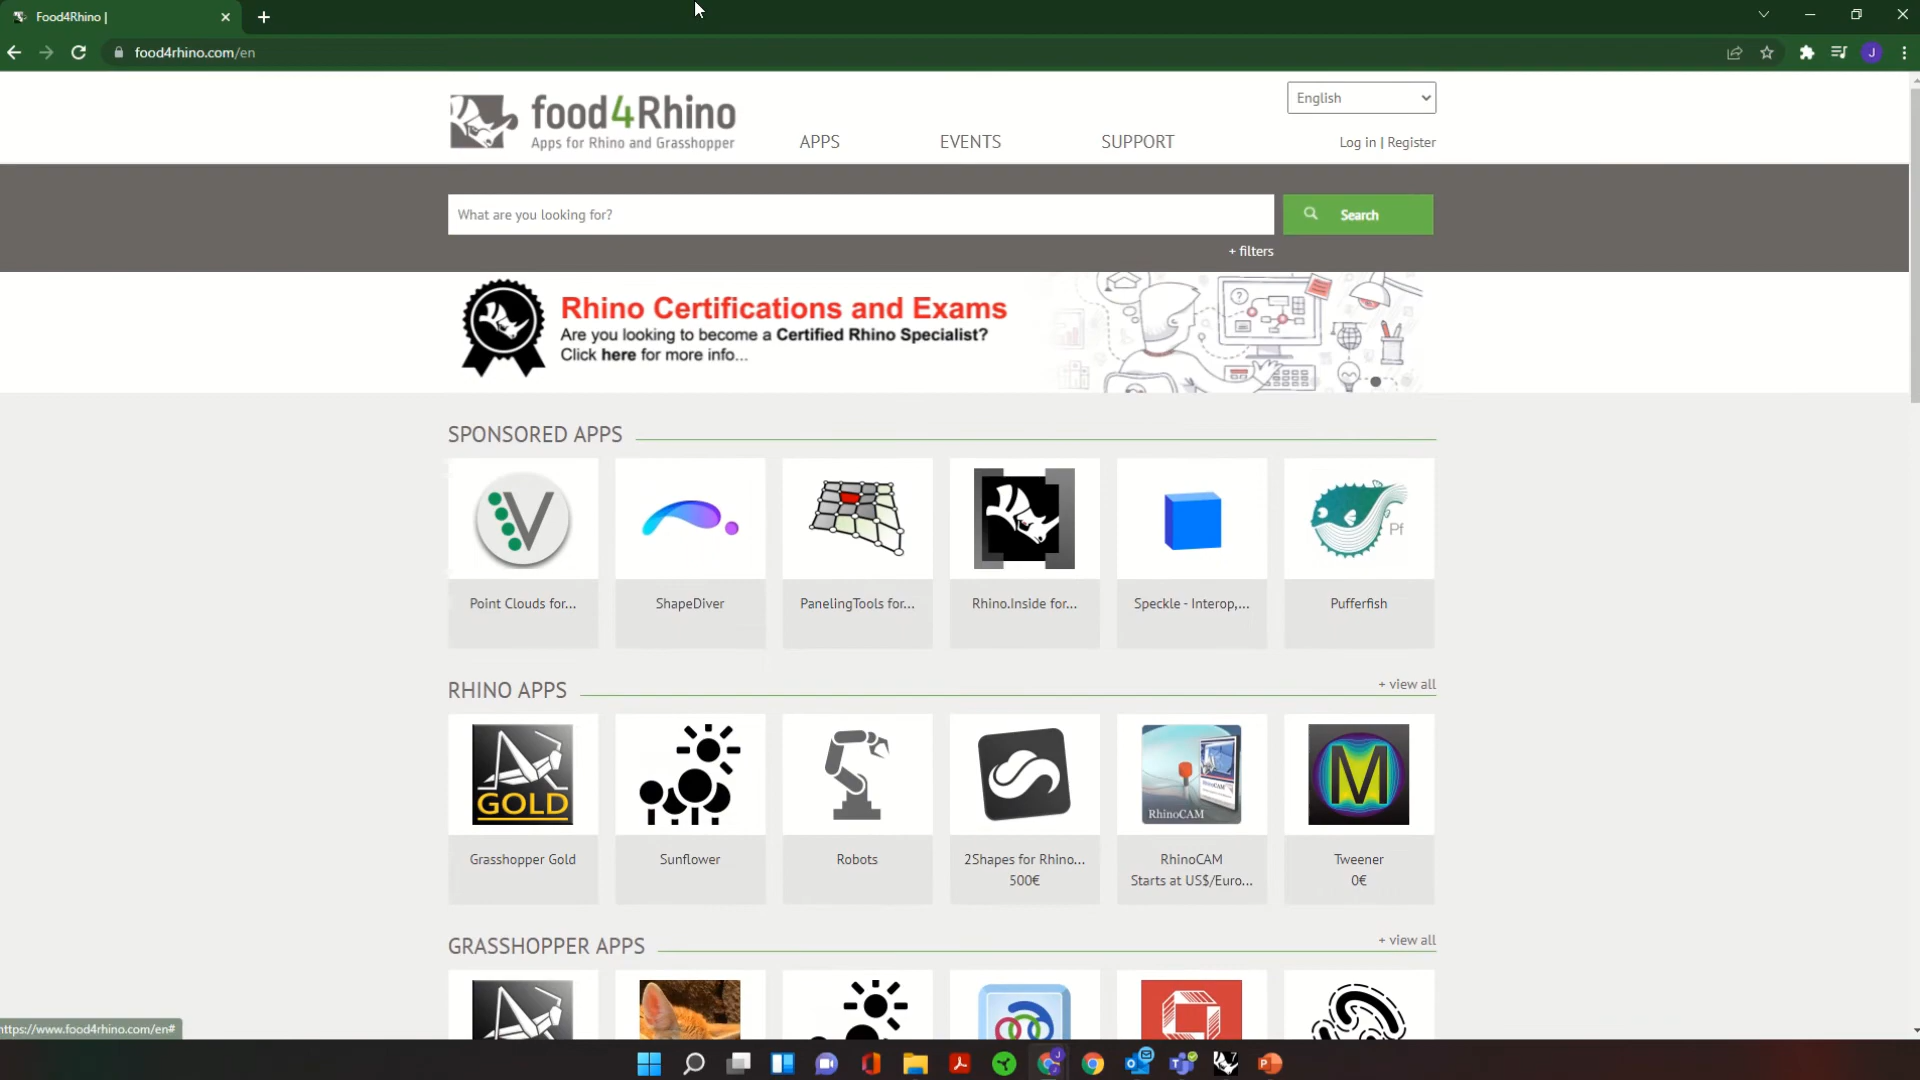 Food4Rhino |
food4rhino.com/en
J
food4Rhino
Apps for Rhino and Grasshopper
APPS
EVENTS
SUPPORT
English
Log in | Register
What are you looking for?
Search
+ filters
Rhino Certifications and Exams
Are you looking to become a Certified Rhino Specialist?
Click here for more info...
SPONSORED APPS
V
Pf
Point Clouds for...
ShapeDiver
PanelingTools for...
Rhino.Inside for...
Speckle - Interop,...
Pufferfish
RHINO APPS
+ view all
GOLD
RhinoCAM
M
Grasshopper Gold
Sunflower
Robots
2Shapes for Rhino...
500€
RhinoCAM
Starts at US$/Euro...
Tweener
0€
GRASSHOPPER APPS
+ view all
https://www.food4rhino.com/en#